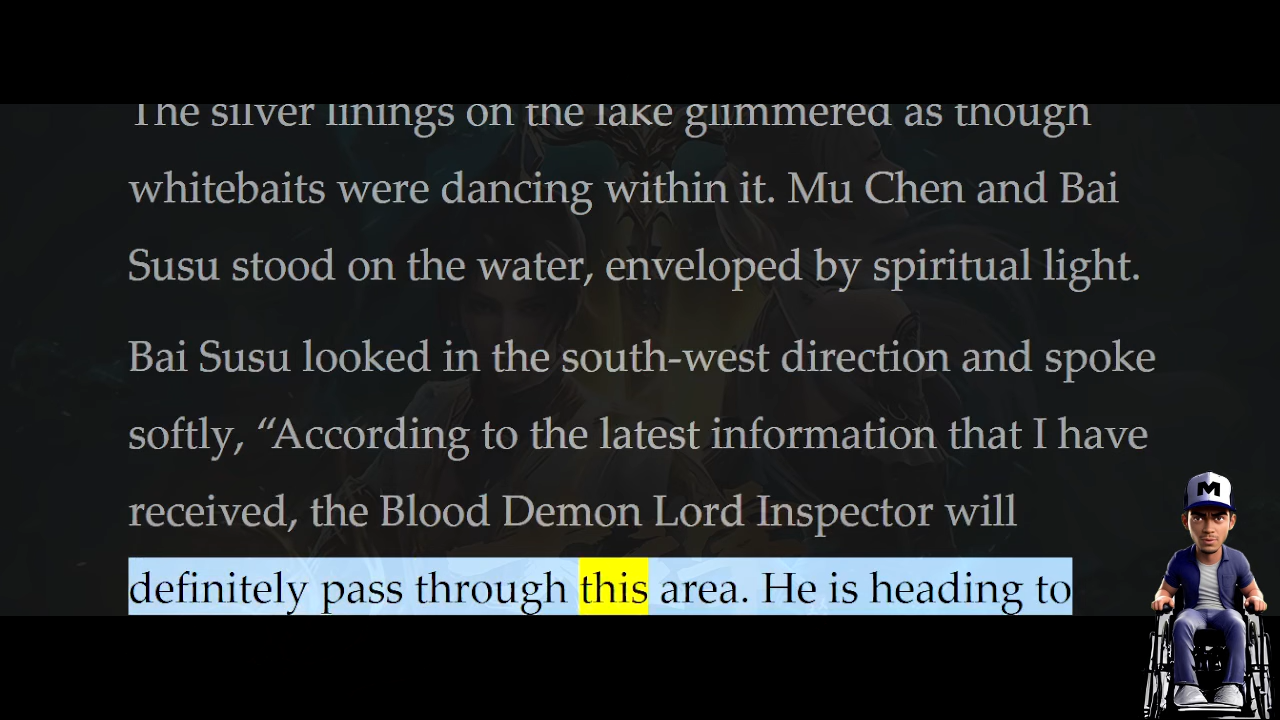 The silver linings on the lake glimmered as though
whitebaits were dancing within it. Mu Chen and Bai
Susu stood on the water, enveloped by spiritual light.
Bai Susu looked in the south-west direction and spoke
softly, “According to the latest information that I have
received, the Blood Demon Lord Inspector will
definitely pass through this area. He is heading to
M